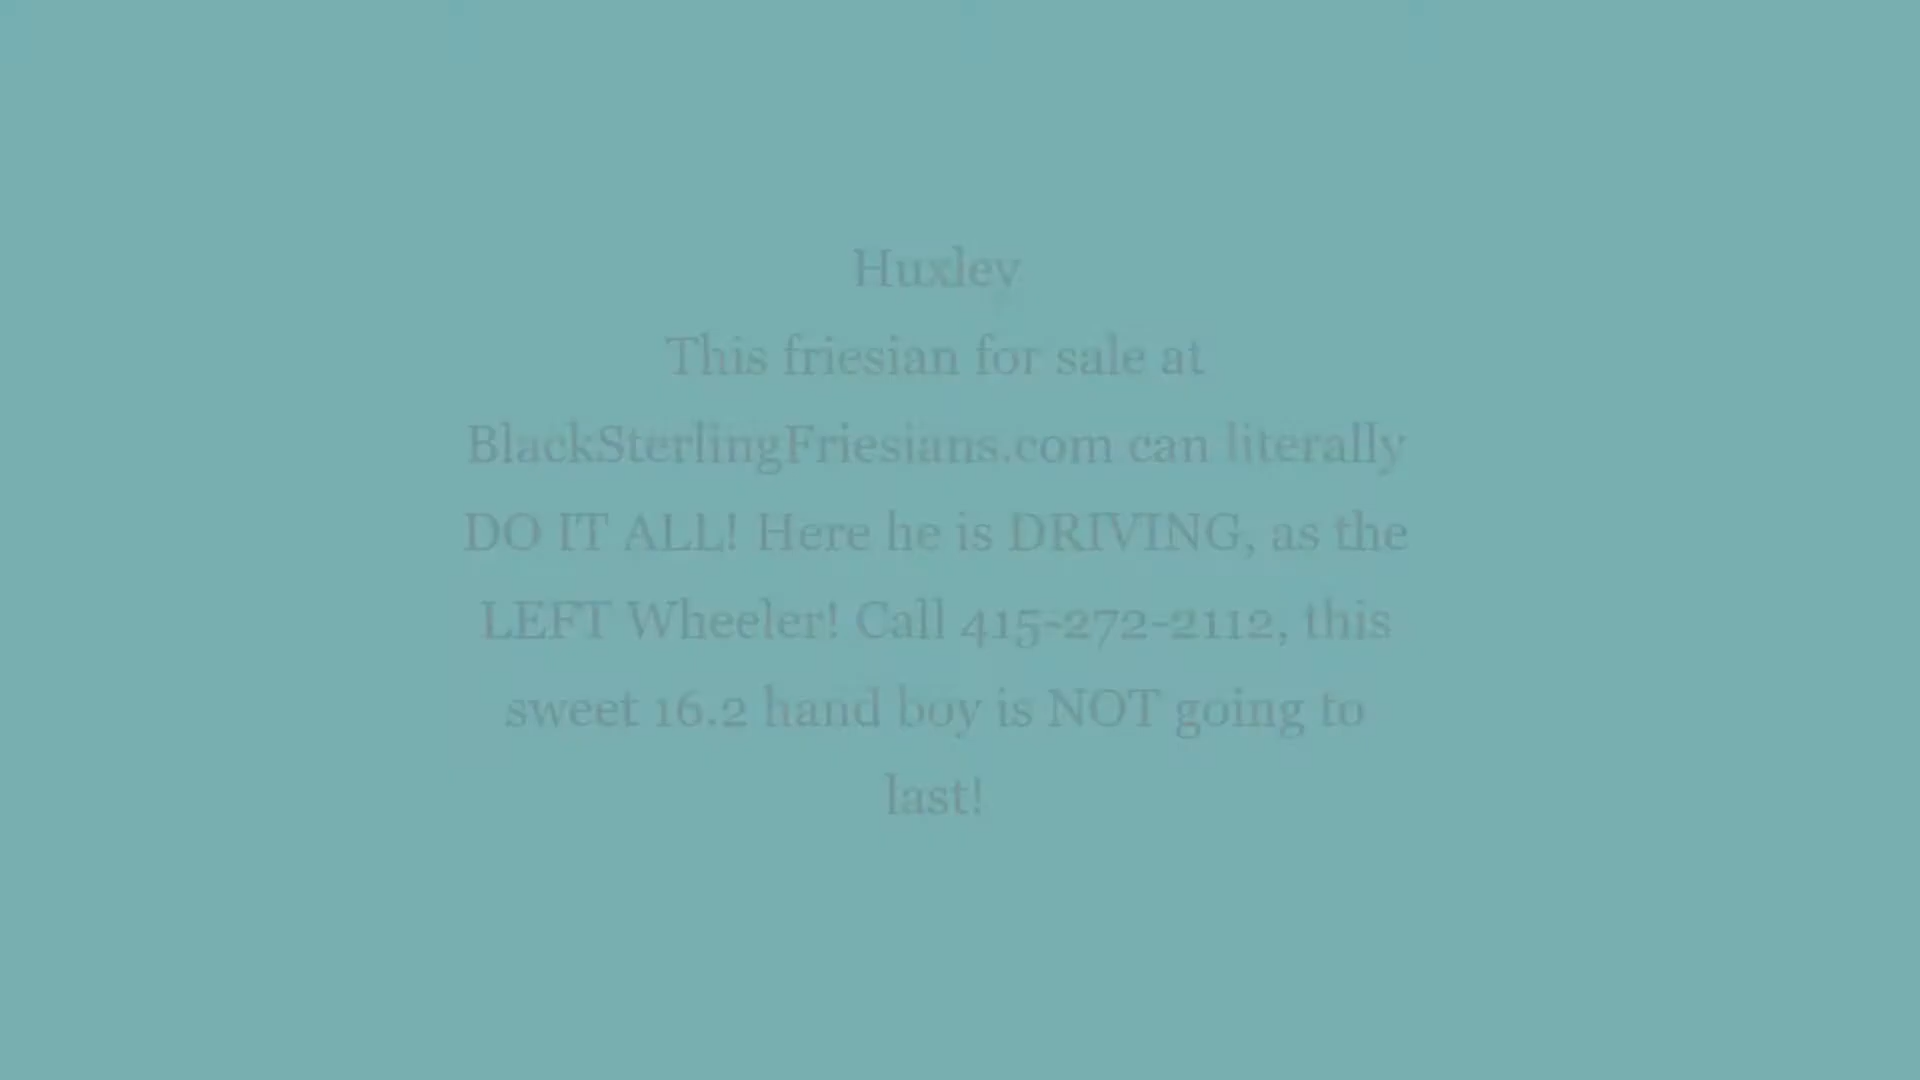 Huxley
This friesian for sale at
BlackSterlingFriesians.com can literally
DO IT ALL! Here he is DRIVING, as the
LEFT Wheeler! Call 415-272-2112, this
sweet 16.2 hand boy is NOT going to
last!